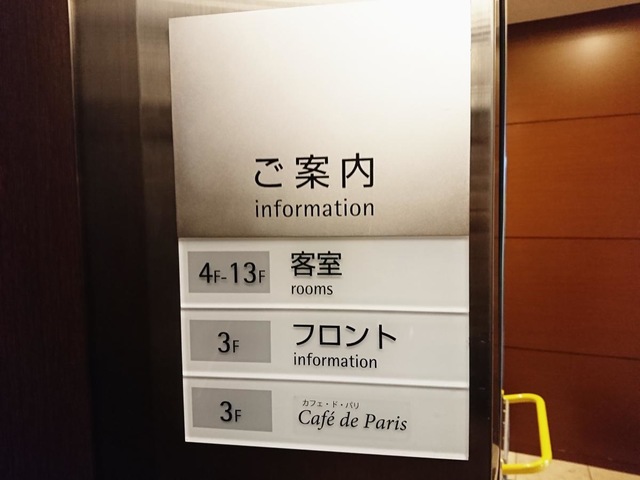 ご案内
information
4F-13F
客室
rooms
3F
フロント
information
3F
カフェ・ド・パリ
Café de Paris